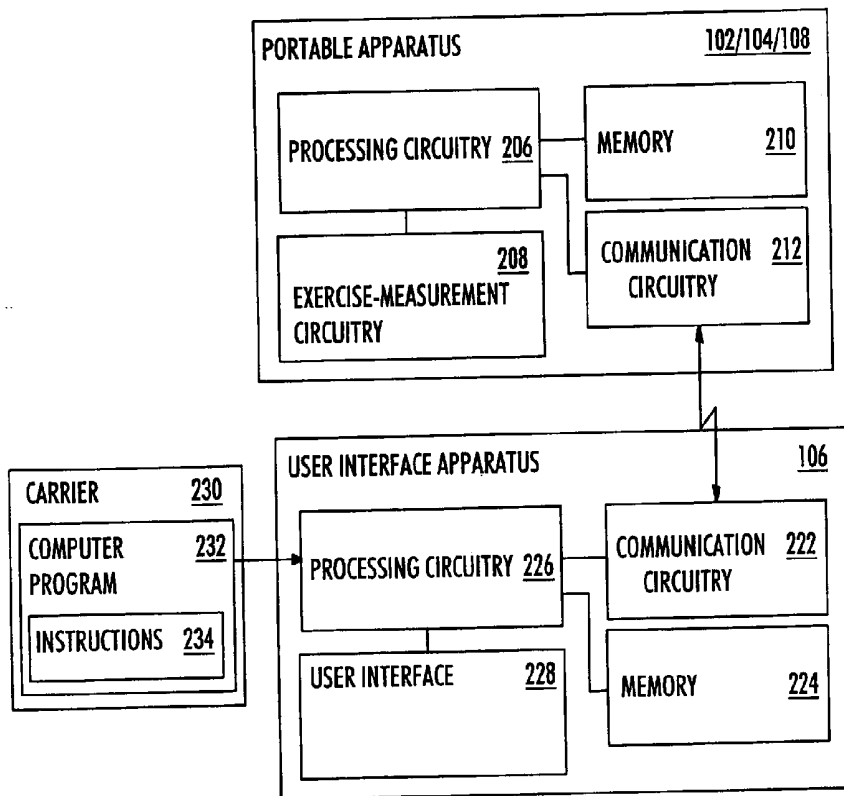 PORTABLE APPARATUS 102/104/108
PROCESSING CIRCUITRY 206
MEMORY 210
208
EXERCISE-MEASUREMENT
CIRCUITRY
COMMUNICATION 212
CIRCUITRY
USER INTERFACE APPARATUS 106
CARRIER 230
COMPUTER 232
PROGRAM
INSTRUCTIONS 234
PROCESSING CIRCUITRY 226
COMMUNICATION 222
CIRCUITRY
USER INTERFACE 228
MEMORY 224